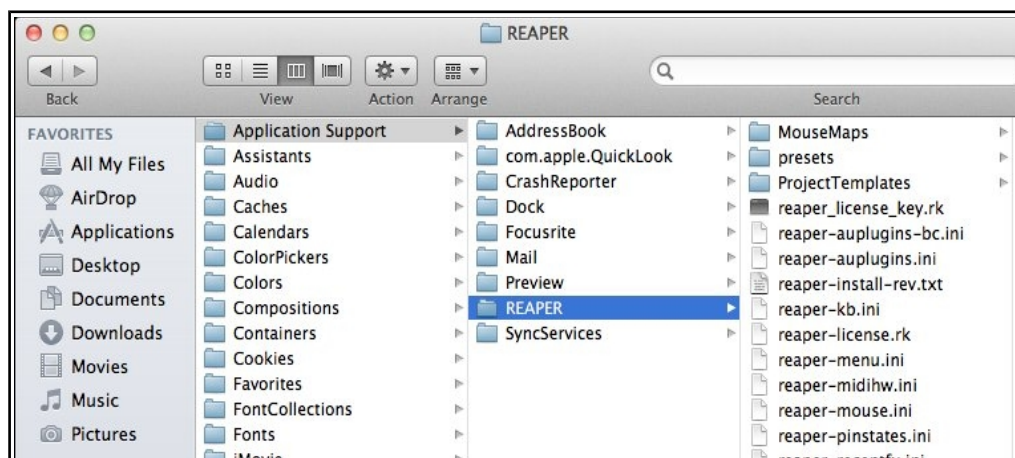 REAPER
Back
View
Action
Arrange
Search
FAVORITES
All My Files
AirDrop
Applications
Desktop
Documents
Downloads
Movies
Music
Pictures
Application Support
Assistants
Audio
Caches
Calendars
ColorPickers
Colors
Compositions
Containers
Cookies
Favorites
FontCollections
Fonts
iMovie
AddressBook
com.apple.QuickLook
CrashReporter
Dock
Focusrite
Mail
Preview
REAPER
SyncServices
MouseMaps
presets
ProjectTemplates
reaper_license_key.rk
reaper-auplugins-bc.ini
reaper-auplugins.ini
reaper-install-rev.txt
reaper-kb.ini
reaper-license.rk
reaper-menu.ini
reaper-midihw.ini
reaper-mouse.ini
reaper-pinstates.ini